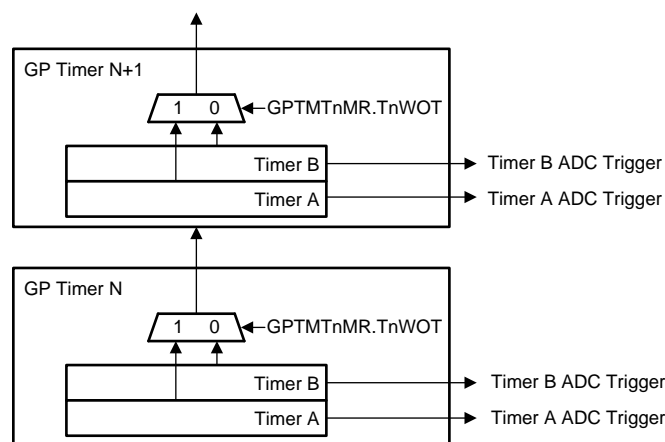 GP Timer N+1
1 0 GPTMTnMR.TnWOT
Timer B Timer B ADC Trigger
Timer A Timer A ADC Trigger
GP Timer N
1 0 GPTMTnMR.TnWOT
Timer B Timer B ADC Trigger
Timer A Timer A ADC Trigger